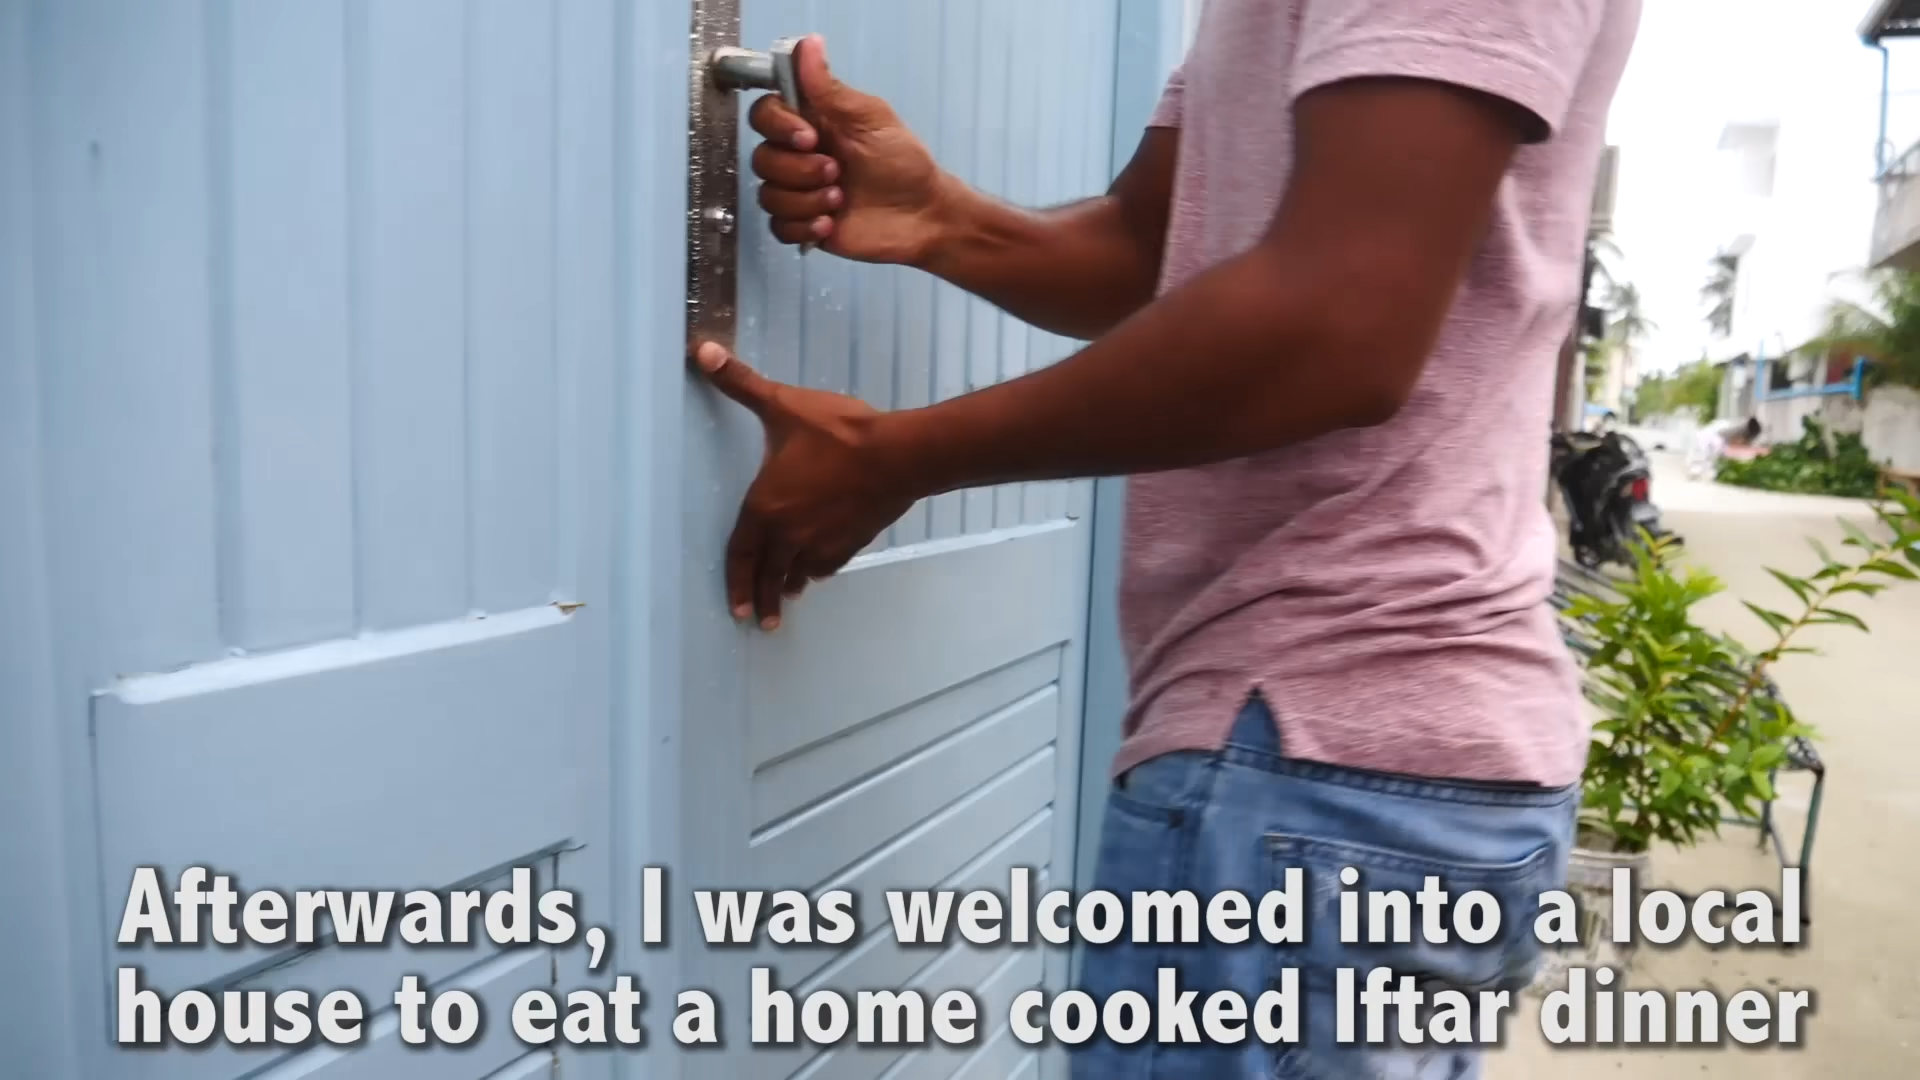 Afterwards, I was welcomed into a local
house to eat a home cooked Iftar dinner